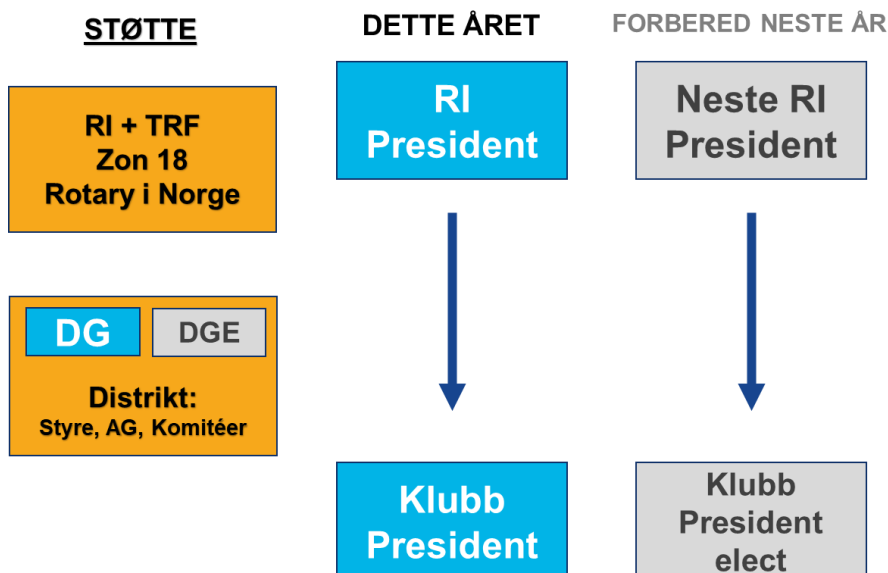 STØTTE
RI + TRF
Zon 18
Rotary i Norge
DG
DGE
Distrikt:
Styre, AG, Komitéer
DETTE ÅRET
RI
President
Klubb
President
FORBERED NESTE ÅR
Neste RI
President
Klubb
President
elect